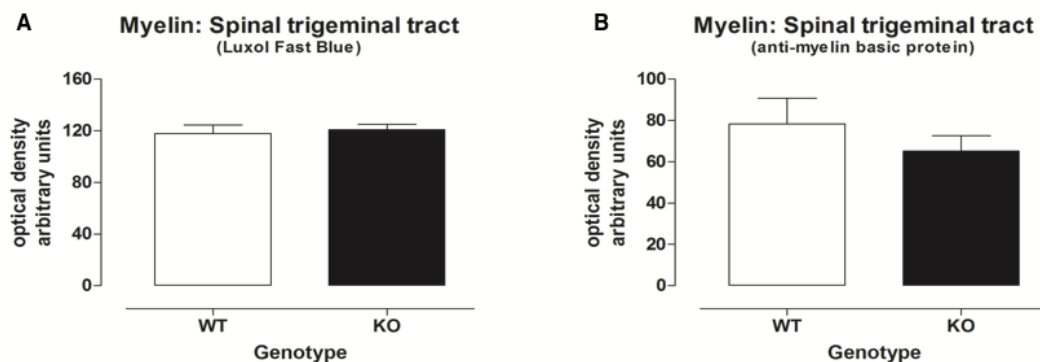 A
Myelin: Spinal trigeminal tract
(Luxol Fast Blue)
optical density
arbitrary units
160
120
80
40
0
WT
KO
Genotype
B
Myelin: Spinal trigeminal tract
(anti-myelin basic protein)
optical density
arbitrary units
100
80
60
40
20
0
WT
KO
Genotype